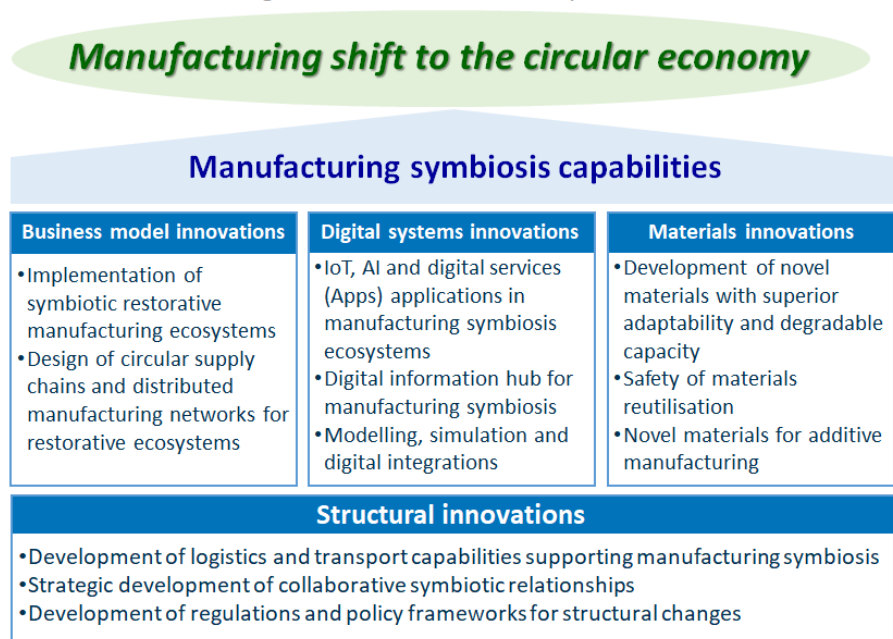 Manufacturing shift to the circular economy
Manufacturing symbiosis capabilities
Business model innovations
•Implementation of
symbiotic restorative
manufacturing ecosystems
•Design of circular supply
chains and distributed
manufacturing networks for
restorative ecosystems
Digital systems innovations
•IoT, AI and digital services
(Apps) applications in
manufacturing symbiosis
ecosystems
•Digital information hub for
manufacturing symbiosis
•Modelling, simulation and
digital integrations
Materials innovations
•Development of novel
materials with superior
adaptability and degradable
capacity
•Safety of materials
reutilisation
•Novel materials for additive
manufacturing
Structural innovations
•Development of logistics and transport capabilities supporting manufacturing symbiosis
•Strategic development of collaborative symbiotic relationships
•Development of regulations and policy frameworks for structural changes